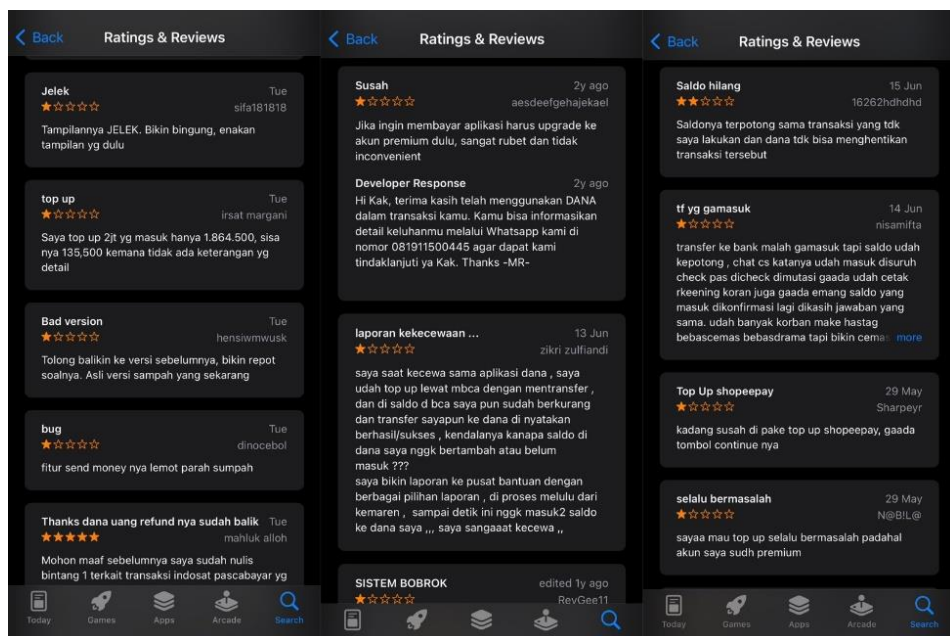 Back
Ratings & Reviews
Jelek
Tue
sifa181818
Tampilannya JELEK. Bikin bingung, enakan
tampilan yg dulu
top up
Tue
irsat margani
Saya top up 2jt yg masuk hanya 1.864.500, sisa
nya 135,500 kemana tidak ada keterangan yg
detail
Bad version
Tue
hensiwmwusk
Tolong balikin ke versi sebelumnya, bikin repot
soalnya. Asli versi sampah yang sekarang
bug
Tue
dinocebol
fitur send money nya lemot parah sumpah
Thanks dana uang refund nya sudah balik
Tue
mahluk alloh
Mohon maaf sebelumnya saya sudah nulis
bintang 1 terkait transaksi indosat pascabayar yg
Today
Games
Apps
Arcade
Search
Back
Ratings & Reviews
Susah
2y ago
aesdeefgehajekael
Jika ingin membayar aplikasi harus upgrade ke
akun premium dulu, sangat rubet dan tidak
inconvenient
Developer Response
2y ago
Hi Kak, terima kasih telah menggunakan DANA
dalam transaksi kamu. Kamu bisa informasikan
detail keluhanmu melalui Whatsapp kami di
nomor 081911500445 agar dapat kami
tindaklanjuti ya Kak. Thanks -MR-
laporan kekecewaan ...
13 Jun
zikri zulfiandi
saya saat kecewa sama aplikasi dana , saya
udah top up lewat mbca dengan mentransfer ,
dan di saldo d bca saya pun sudah berkurang
dan transfer sayapun ke dana di nyatakan
berhasil/sukses , kendalanya kanapa saldo di
dana saya nggk bertambah atau belum
masuk ???
saya bikin laporan ke pusat bantuan dengan
berbagai pilihan laporan , di proses melulu dari
kemaren , sampai detik ini nggk masuk2 saldo
ke dana saya ,,, saya sangaaat kecewa ,,
SISTEM BOBROK
edited 1y ago
RevGee11
Back
Ratings & Reviews
Saldo hilang
15 Jun
16262hdhdhd
Saldonya terpotong sama transaksi yang tdk
saya lakukan dan dana tdk bisa menghentikan
transaksi tersebut
tf yg gamasuk
14 Jun
nisamifta
transfer ke bank malah gamasuk tapi saldo udah
kepotong , chat cs katanya udah masuk disuruh
check pas dicheck dimutasi gaada udah cetak
rkeening koran juga gaada emang saldo yang
masuk dikonfirmasi lagi dikasih jawaban yang
sama. udah banyak korban make hastag
bebascemas bebasdrama tapi bikin cemas more
Top Up shopeepay
29 May
Sharpeyr
kadang susah di pake top up shopeepay, gaada
tombol continue nya
selalu bermasalah
29 May
N@B!L@
sayaa mau top up selalu bermasalah padahal
akun saya sudh premium
Today
Games
Apps
Arcade
Search